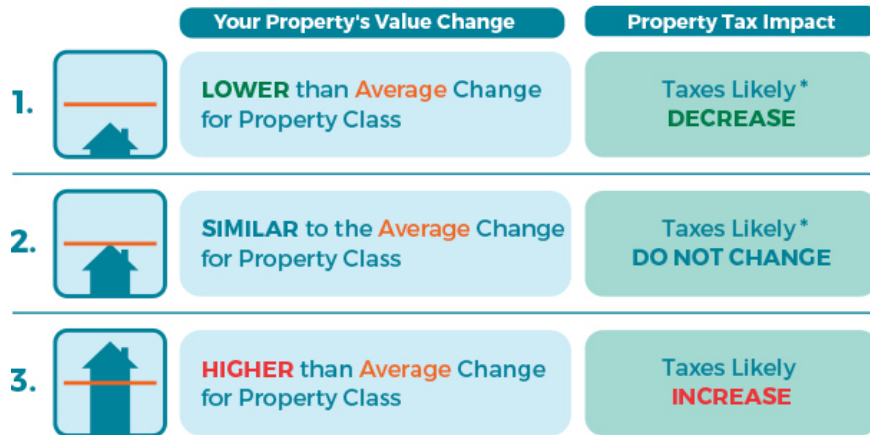 Your Property's Value Change
Property Tax Impact
1.
LOWER than Average Change
for Property Class
Taxes Likely*
DECREASE
2.
SIMILAR to the Average Change
for Property Class
Taxes Likely*
DO NOT CHANGE
3.
HIGHER than Average Change
for Property Class
Taxes Likely
INCREASE